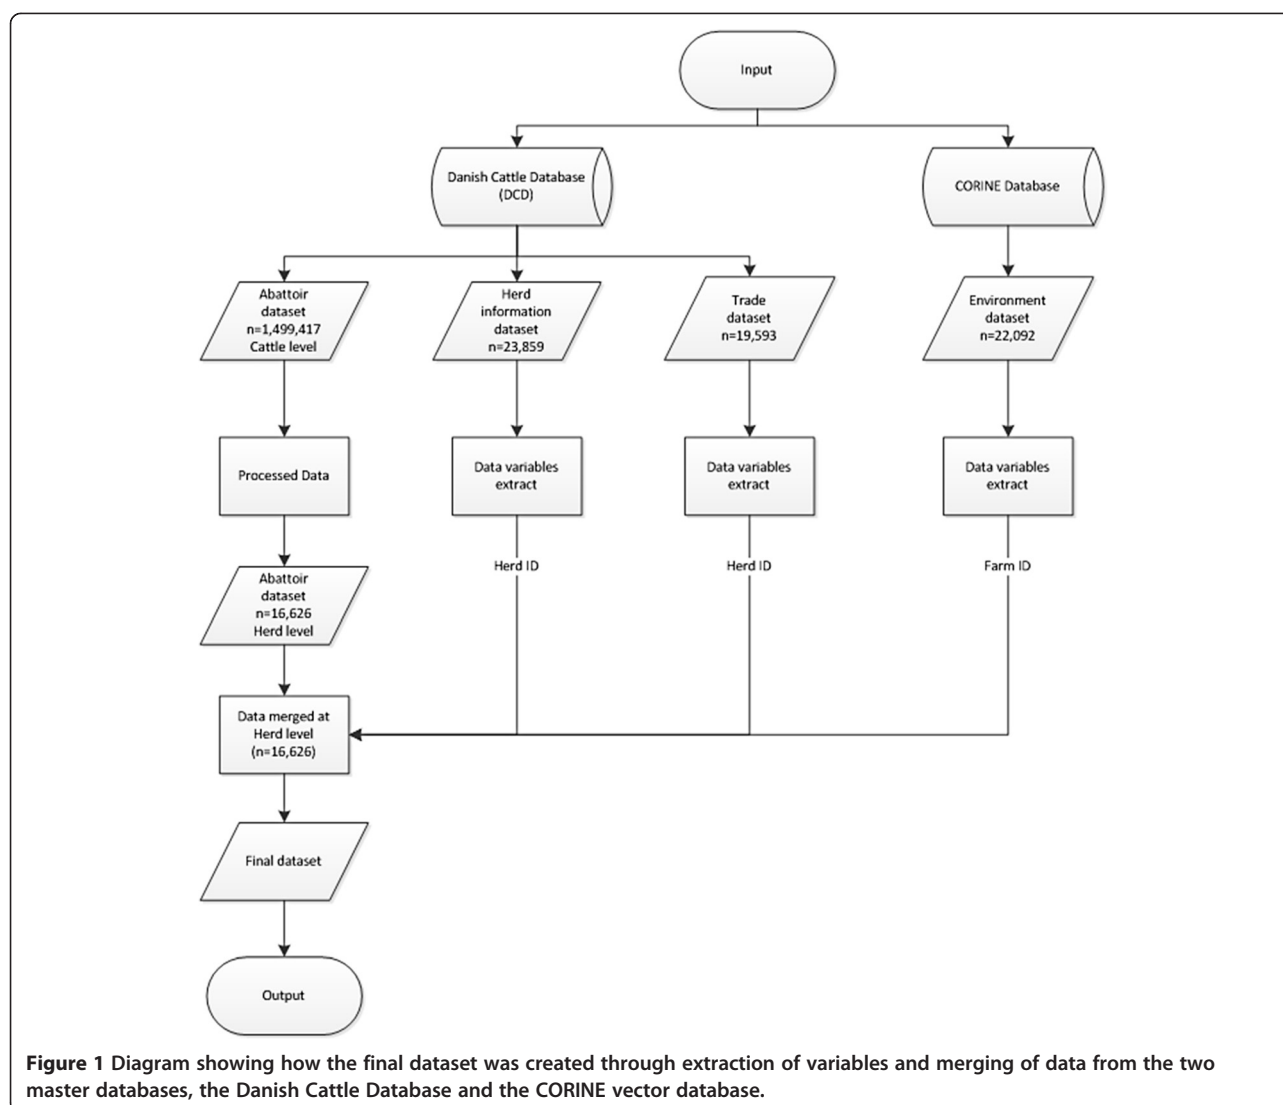 Input
Danish Cattle Database
(DCD)
CORINE Database
Abattoir
dataset
n=1,499,417
Cattle level
Herd
information
dataset
n=23,859
Trade
dataset
n=19,593
Environment
dataset
n=22,092
Processed Data
Data variables
extract
Data variables
extract
Data variables
extract
Herd ID
Herd ID
Farm ID
Abattoir
dataset
n=16,626
Herd level
Data merged at
Herd level
(n=16,626)
Final dataset
Output
Figure 1 Diagram showing how the final dataset was created through extraction of variables and merging of data from the two
master databases, the Danish Cattle Database and the CORINE vector database.